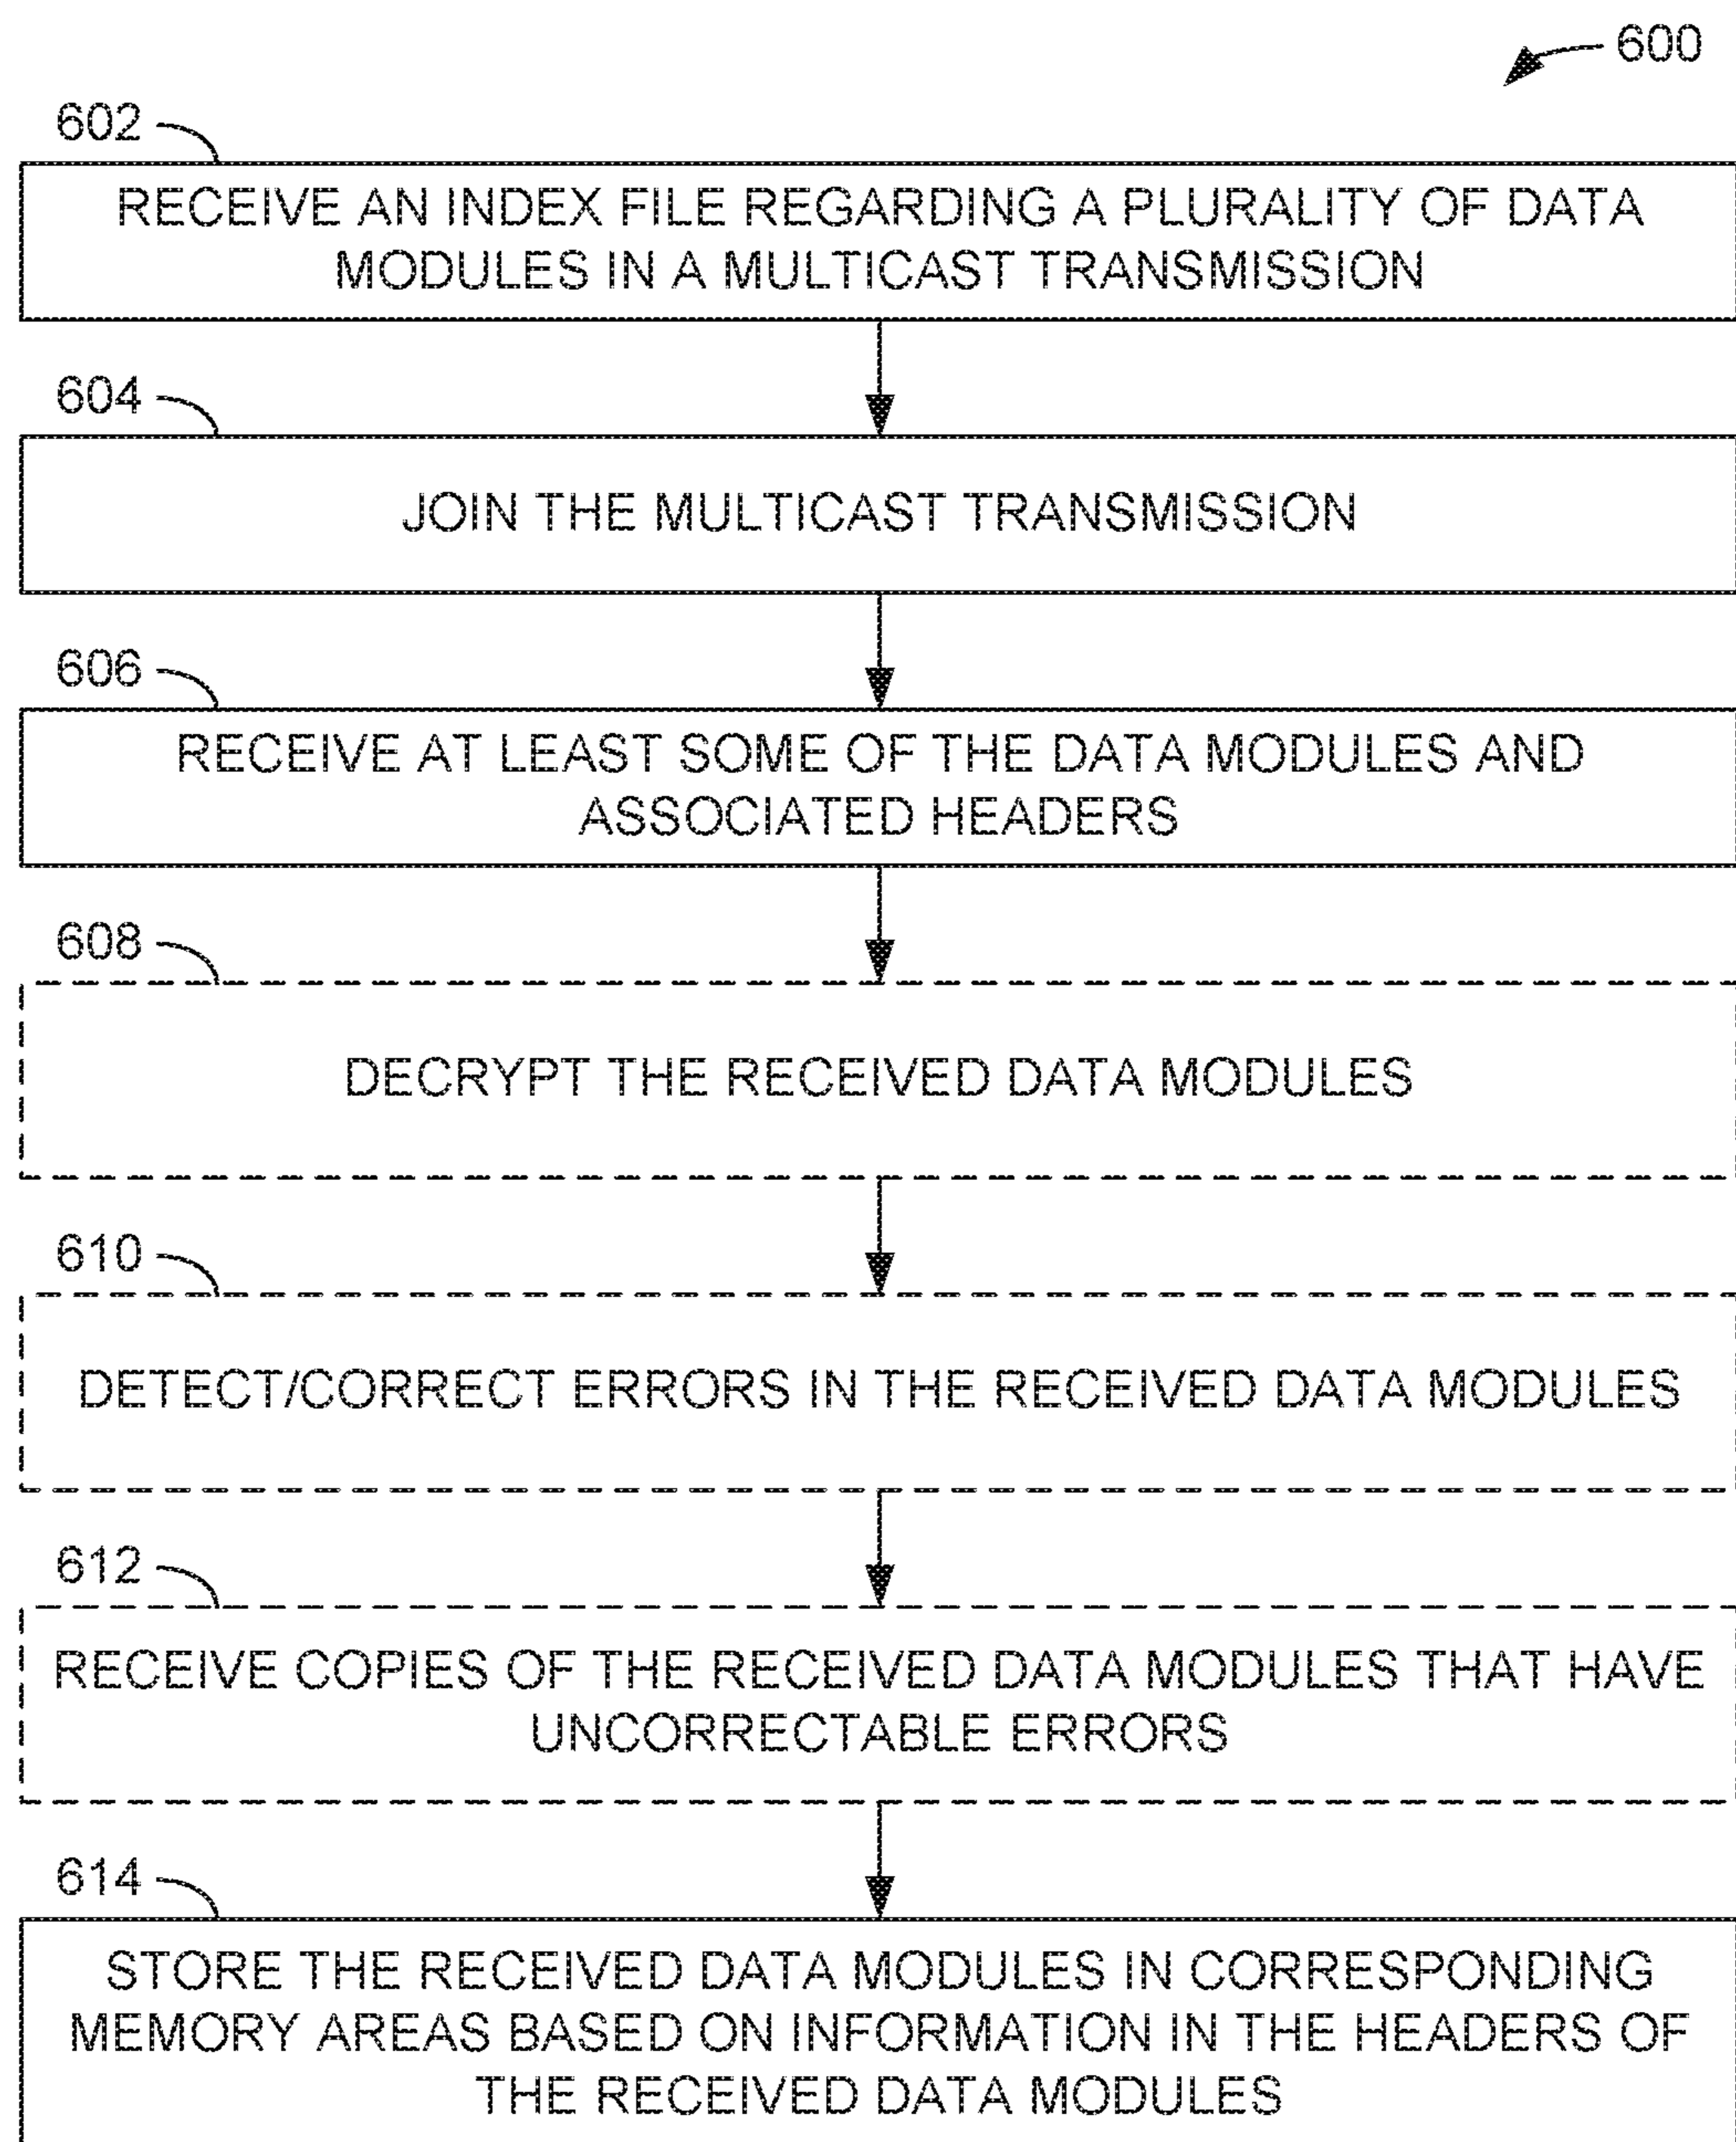 600
602
RECEIVE AN INDEX FILE REGARDING A PLURALITY OF DATA
MODULES IN A MULTICAST TRANSMISSION
604
JOIN THE MULTICAST TRANSMISSION
606
RECEIVE AT LEAST SOME OF THE DATA MODULES AND
ASSOCIATED HEADERS
608
DECRYPT THE RECEIVED DATA MODULES
610
DETECT/CORRECT ERRORS IN THE RECEIVED DATA MODULES
612
RECEIVE COPIES OF THE RECEIVED DATA MODULES THAT HAVE
UNCORRECTABLE ERRORS
614
STORE THE RECEIVED DATA MODULES IN CORRESPONDING
MEMORY AREAS BASED ON INFORMATION IN THE HEADERS OF
THE RECEIVED DATA MODULES